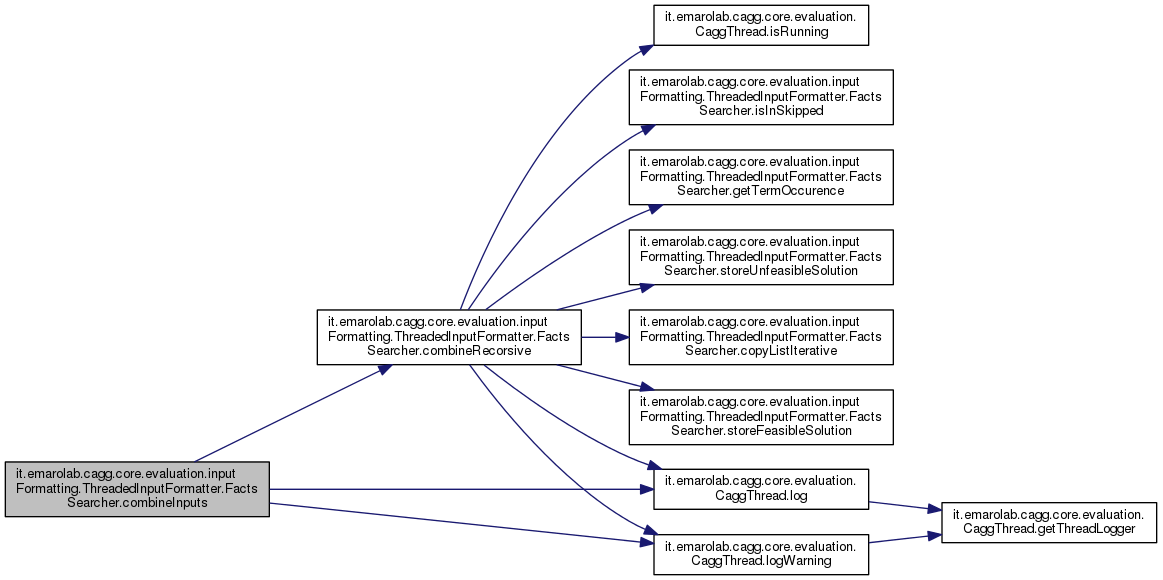 it.emarolab.cagg.core.evaluation.
CaggThread.isRunning
it.emarolab.cagg.core.evaluation.input
Formatting.ThreadedInputFormatter.Facts
Searcher.isInSkipped
it.emarolab.cagg.core.evaluation.input
Formatting.ThreadedInputFormatter.Facts
Searcher.getTermOccurence
it.emarolab.cagg.core.evaluation.input
Formatting.ThreadedInputFormatter.Facts
Searcher.storeUnfeasibleSolution
it.emarolab.cagg.core.evaluation.input
Formatting.ThreadedInputFormatter.Facts
Searcher.combineRecorsive
it.emarolab.cagg.core.evaluation.input
Formatting.ThreadedInputFormatter.Facts
Searcher.copyListIterative
it.emarolab.cagg.core.evaluation.input
Formatting.ThreadedInputFormatter.Facts
Searcher.storeFeasibleSolution
it.emarolab.cagg.core.evaluation.input
Formatting.ThreadedInputFormatter.Facts
Searcher.combineInputs
it.emarolab.cagg.core.evaluation.
CaggThread.log
it.emarolab.cagg.core.evaluation.
CaggThread.getThreadLogger
it.emarolab.cagg.core.evaluation.
CaggThread.logWarning